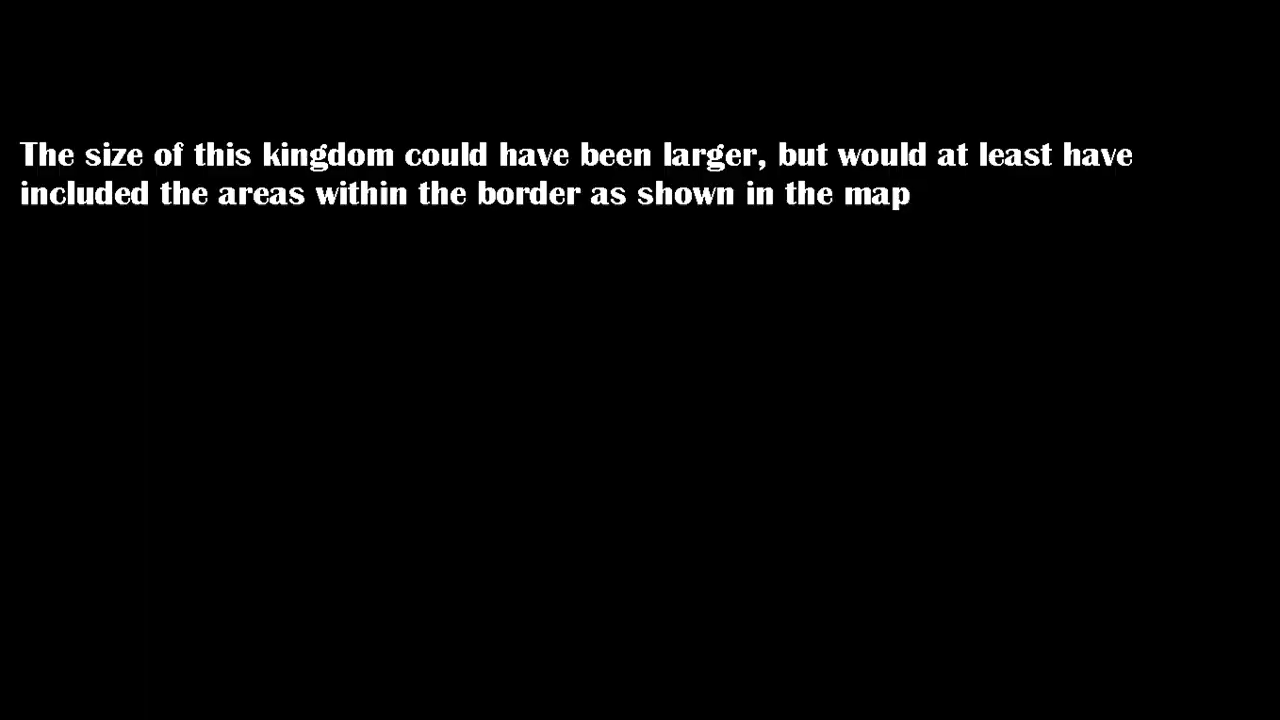 The size of this kingdom could have been larger, but would at least have
included the areas within the border as shown in the map